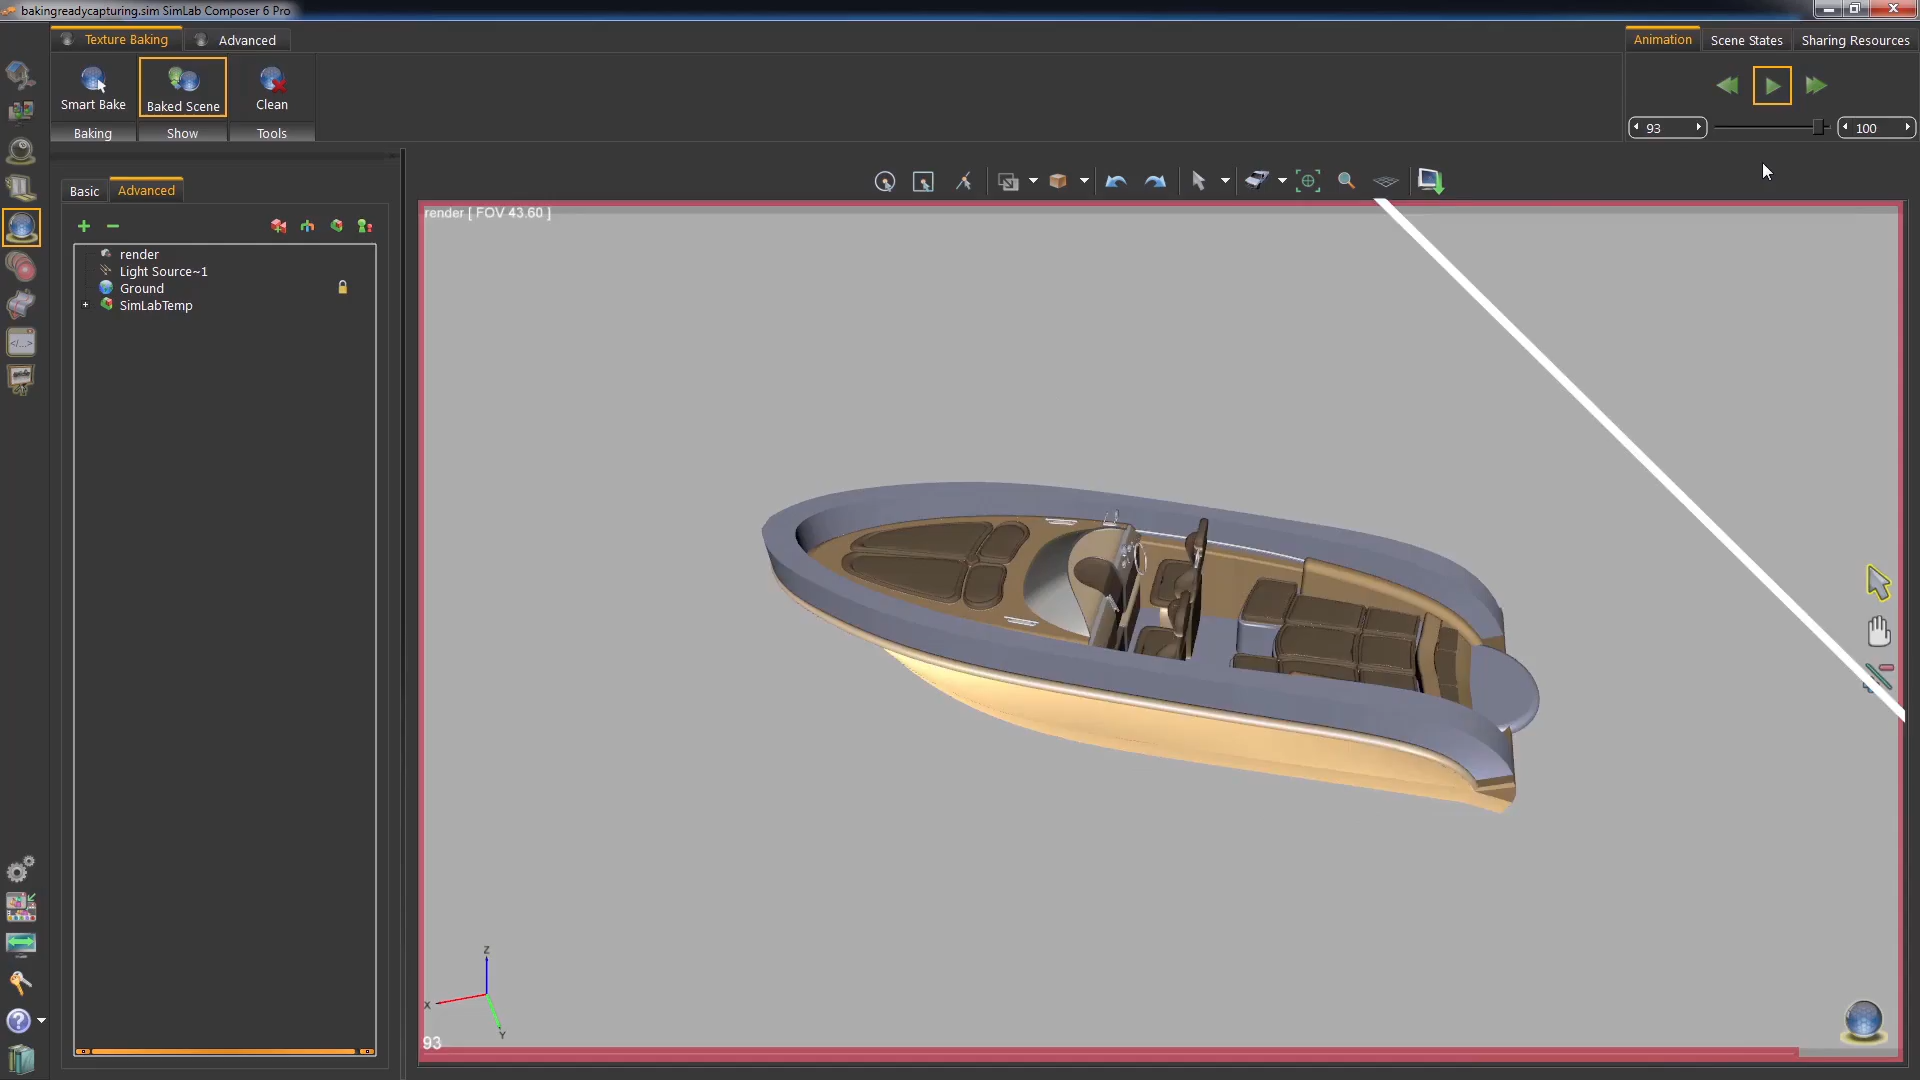 bakingreadycapturing.sim SimLab Composer 6 Pro
Texture Baking
Advanced
Animation
Scene States
Sharing Resources
Smart Bake
Baked Scene
Clean
Baking
Show
Tools
93
100
Basic
Advanced
render
Light Source~1
Ground
SimLabTemp
render [ FOV 43.60 ]
Z
X
Y
93